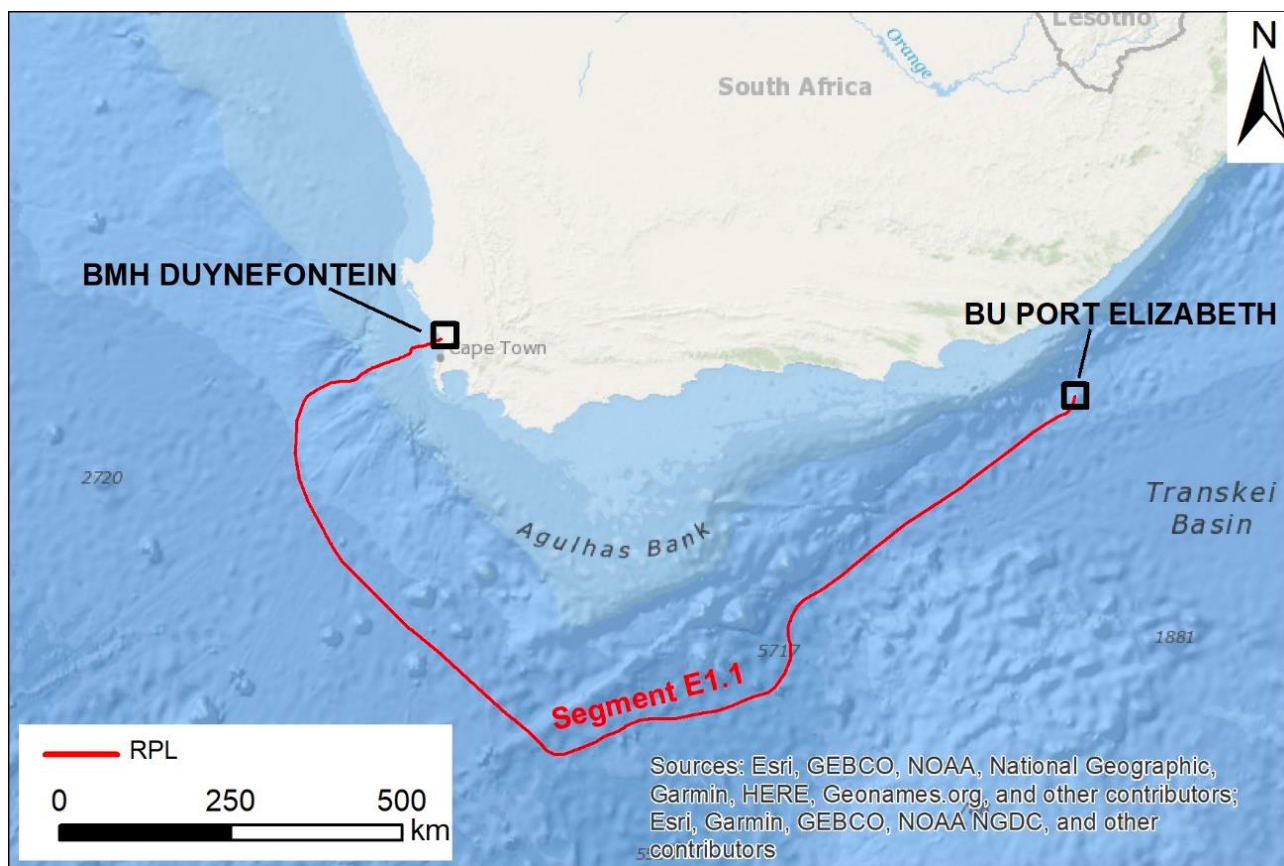 Lesotho
N
Orange
South Africa
BMH DUYNEFONTEIN
BU PORT ELIZABETH
Cape Town
2720
Transkei
Basin
Agulhas Bank
1881
5717
Segment E1.1
RPL
0 250 500
km
Sources: Esri, GEBCO, NOAA, National Geographic,
Garmin, HERE, Geonames.org, and other contributors;
Esri, Garmin, GEBCO, NOAA NGDC, and other
contributors